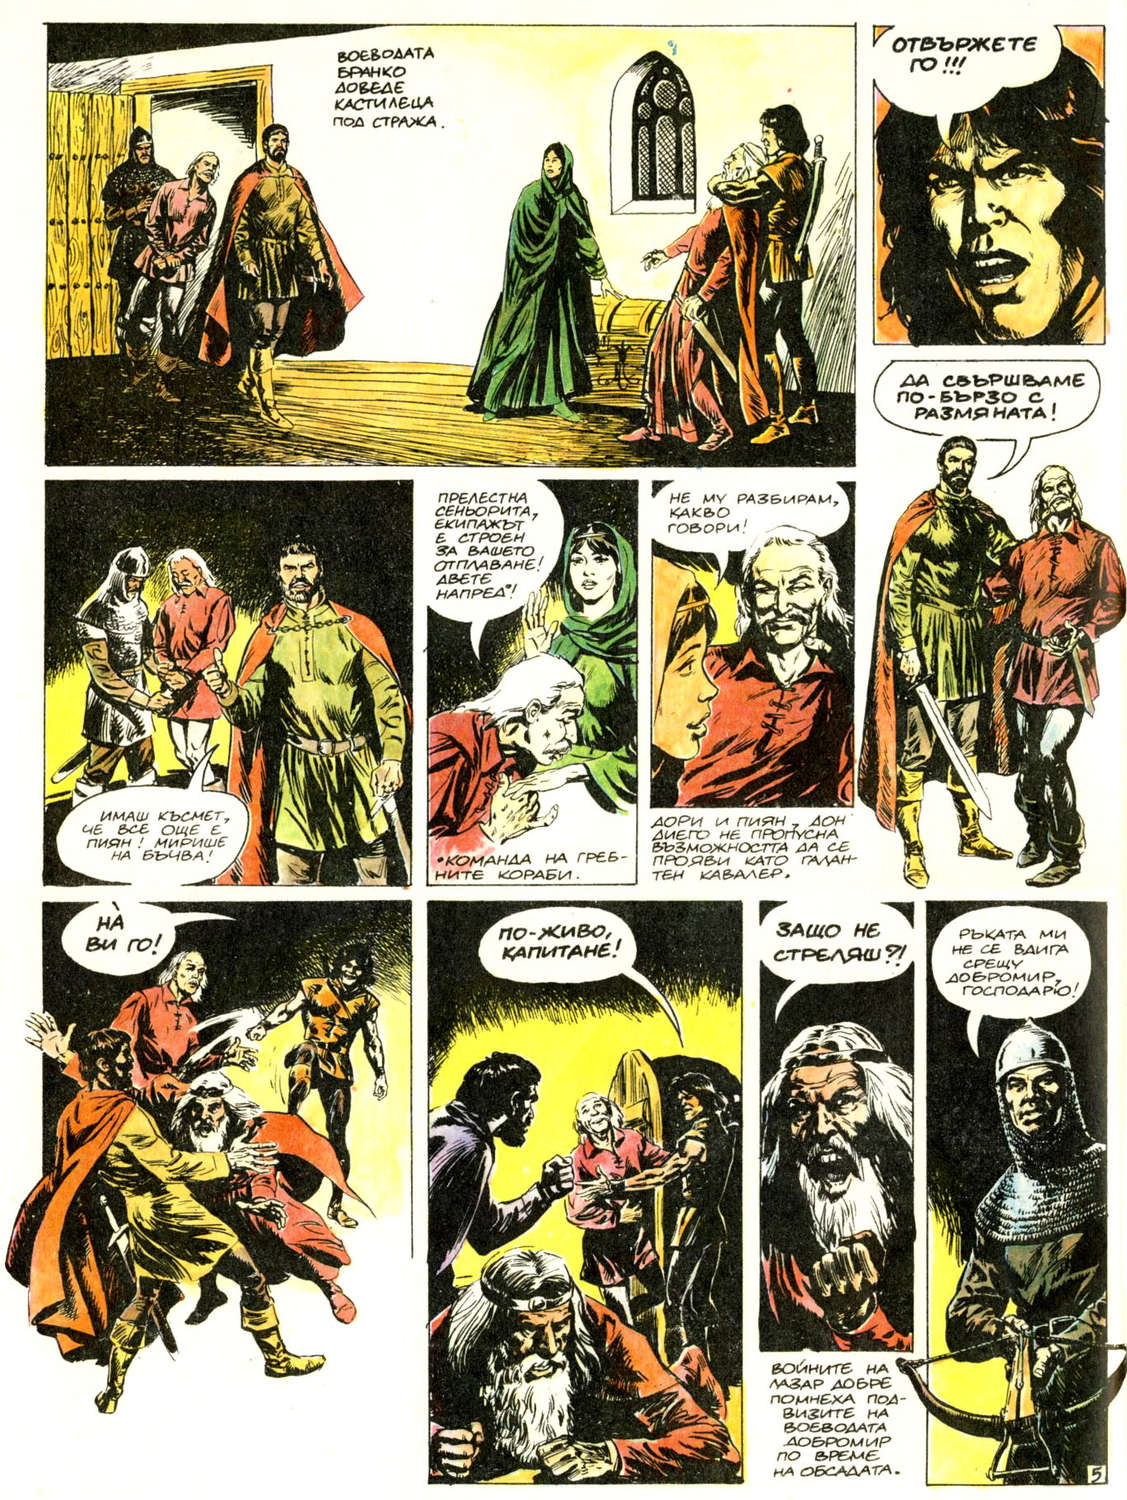 ВОЕВОДАТА
БРАНКО
ДОВЕДЕ
КАСТИЛЕЦА
ПОД СТРАЖА.
ОТВЪРЖЕТЕ
ГО!!!
ДА СВЪРШВАМЕ
ПО-БЪРЗО С
РАЗМЯНАТА!
ИМАШ КЪСМЕТ,
ЧЕ ВСЕ ОЩЕ Е
ПИЯН! МИРИШЕ
НА БЪЧВА!
ПРЕЛЕСТНА
СЕНЬОРИТА,
ЕКИПАЖЪТ
Е СТРОЕН
ЗА ВАШЕТО
ОТПЛАВАНЕ!
ДВЕТЕ
НАПРЕД*!
*КОМАНДА НА ГРЕБ-
НИТЕ КОРАБИ.
НЕ МУ РАЗБИРАМ,
КАКВО
ГОВОРИ!
ДОРИ И ПИЯН, ДОН
ДИЕГО НЕ ПРОПУСНА
ВЪЗМОЖНОСТТА ДА СЕ
ПРОЯВИ КАТО ГАЛАН-
ТЕН КАВАЛЕР.
НА̀
ВИ ГО!
ПО-ЖИВО,
КАПИТАНЕ!
ЗАЩО НЕ
СТРЕЛЯШ?!
ВОЙНИТЕ НА
ЛАЗАР ДОБРЕ
ПОМНЕХА ПОД-
ВИЗИТЕ НА
ВОЕВОДАТА
ДОБРОМИР
ПО ВРЕМЕ
НА ОБСАДАТА.
РЪКАТА МИ
НЕ СЕ ВДИГА
СРЕЩУ
ДОБРОМИР,
ГОСПОДАРЮ!
5